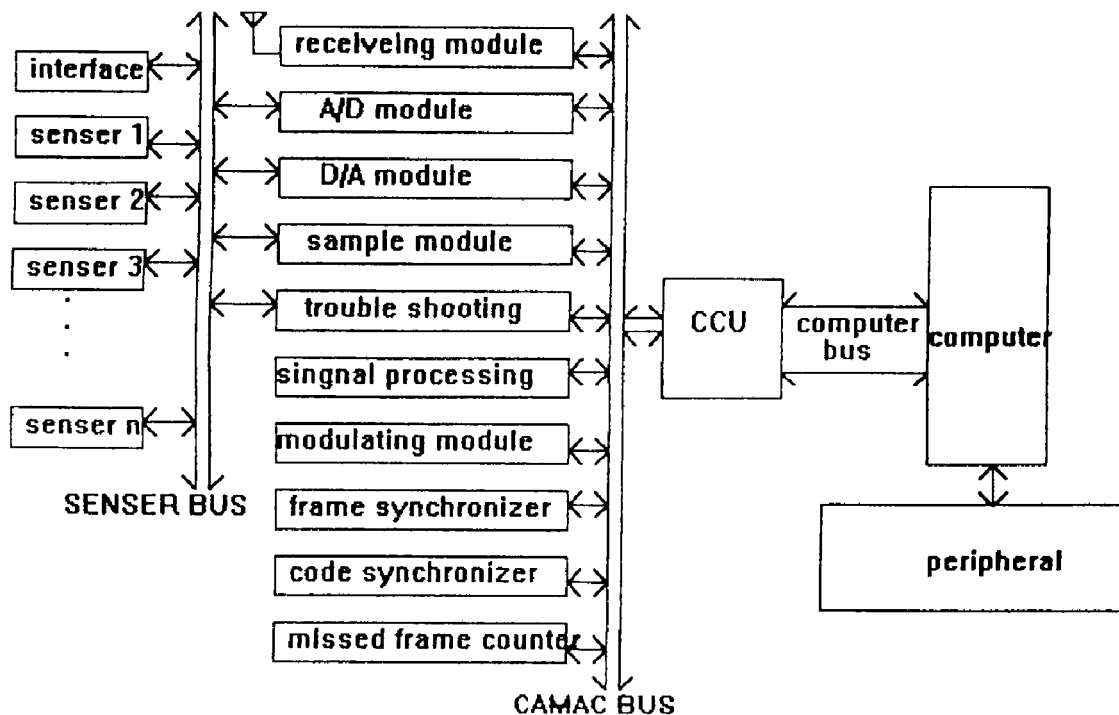 interface
senser 1
senser 2
senser 3
senser n
SENSER BUS
receiveing module
A/D module
D/A module
sample module
trouble shooting
singnal processing
modulating module
frame synchronizer
code synchronizer
missed frame counter
CAMAC BUS
CCU
computer
bus
computer
peripheral